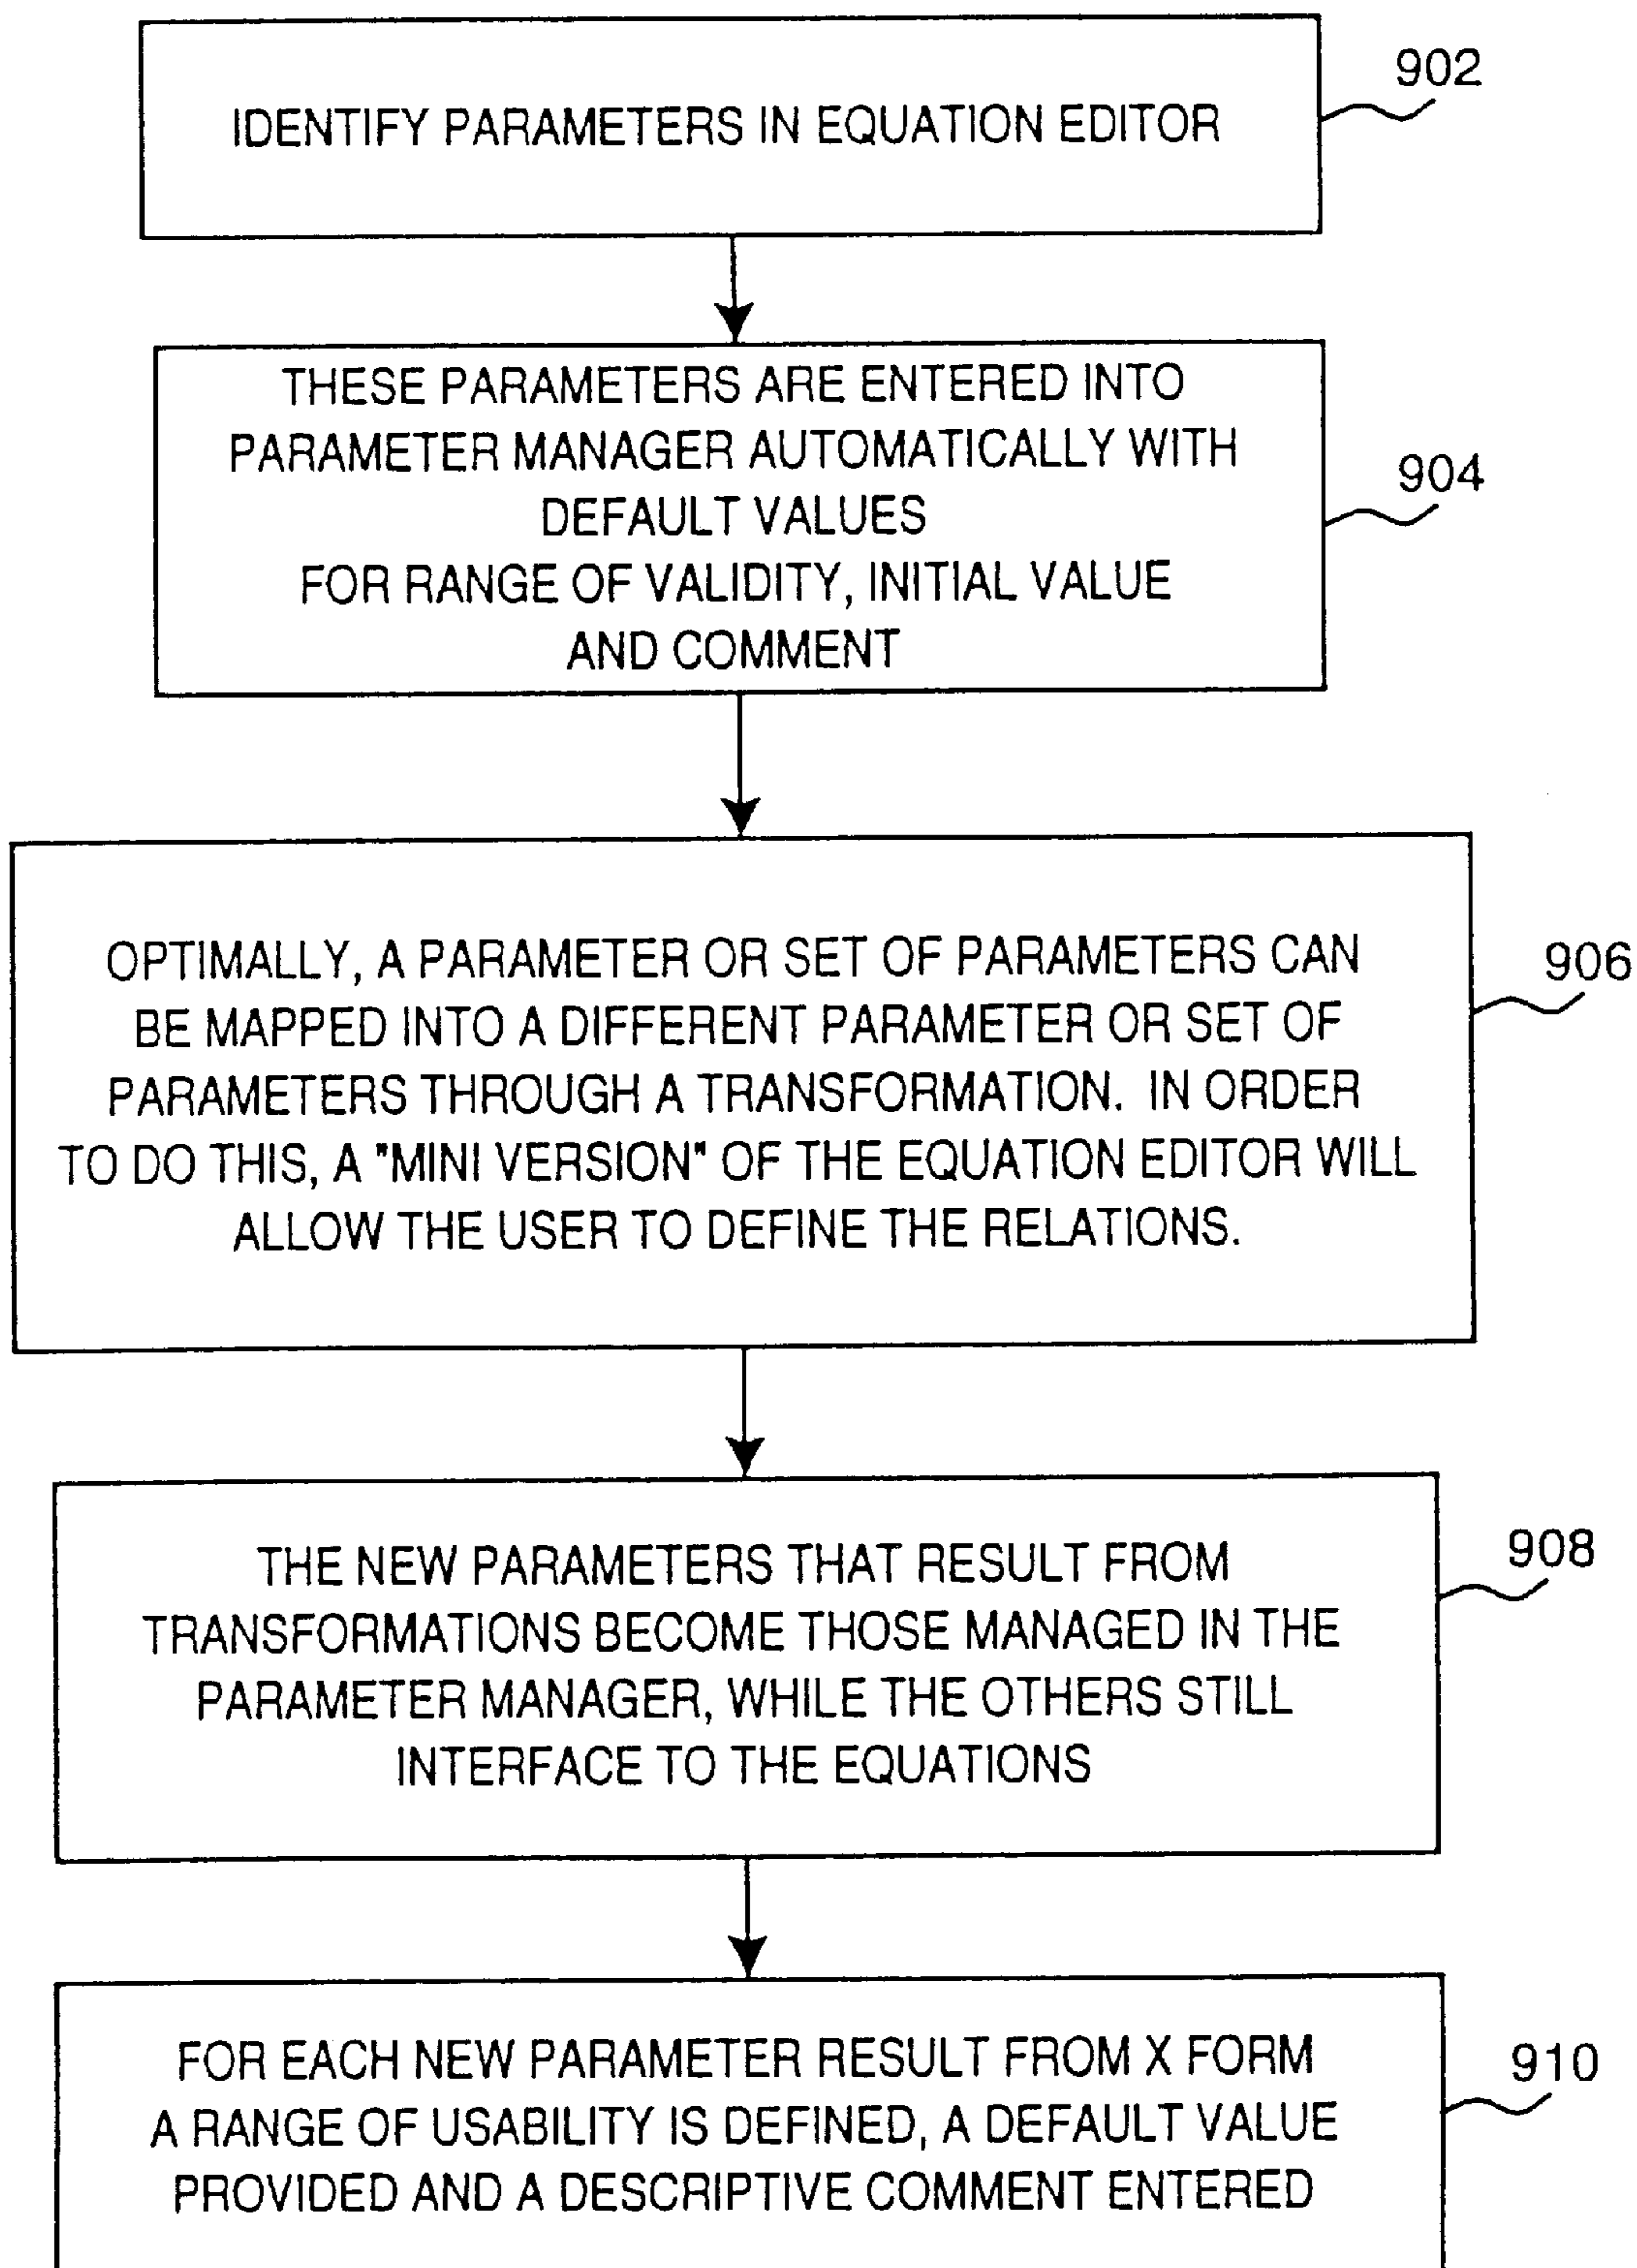 902
IDENTIFY PARAMETERS IN EQUATION EDITOR
THESE PARAMETERS ARE ENTERED INTO
PARAMETER MANAGER AUTOMATICALLY WITH
DEFAULT VALUES
FOR RANGE OF VALIDITY, INITIAL VALUE
AND COMMENT
904
OPTIMALLY, A PARAMETER OR SET OF PARAMETERS CAN
BE MAPPED INTO A DIFFERENT PARAMETER OR SET OF
PARAMETERS THROUGH A TRANSFORMATION. IN ORDER
TO DO THIS, A "MINI VERSION" OF THE EQUATION EDITOR WILL
ALLOW THE USER TO DEFINE THE RELATIONS.
906
THE NEW PARAMETERS THAT RESULT FROM
TRANSFORMATIONS BECOME THOSE MANAGED IN THE
PARAMETER MANAGER, WHILE THE OTHERS STILL
INTERFACE TO THE EQUATIONS
908
FOR EACH NEW PARAMETER RESULT FROM X FORM
A RANGE OF USABILITY IS DEFINED, A DEFAULT VALUE
PROVIDED AND A DESCRIPTIVE COMMENT ENTERED
910